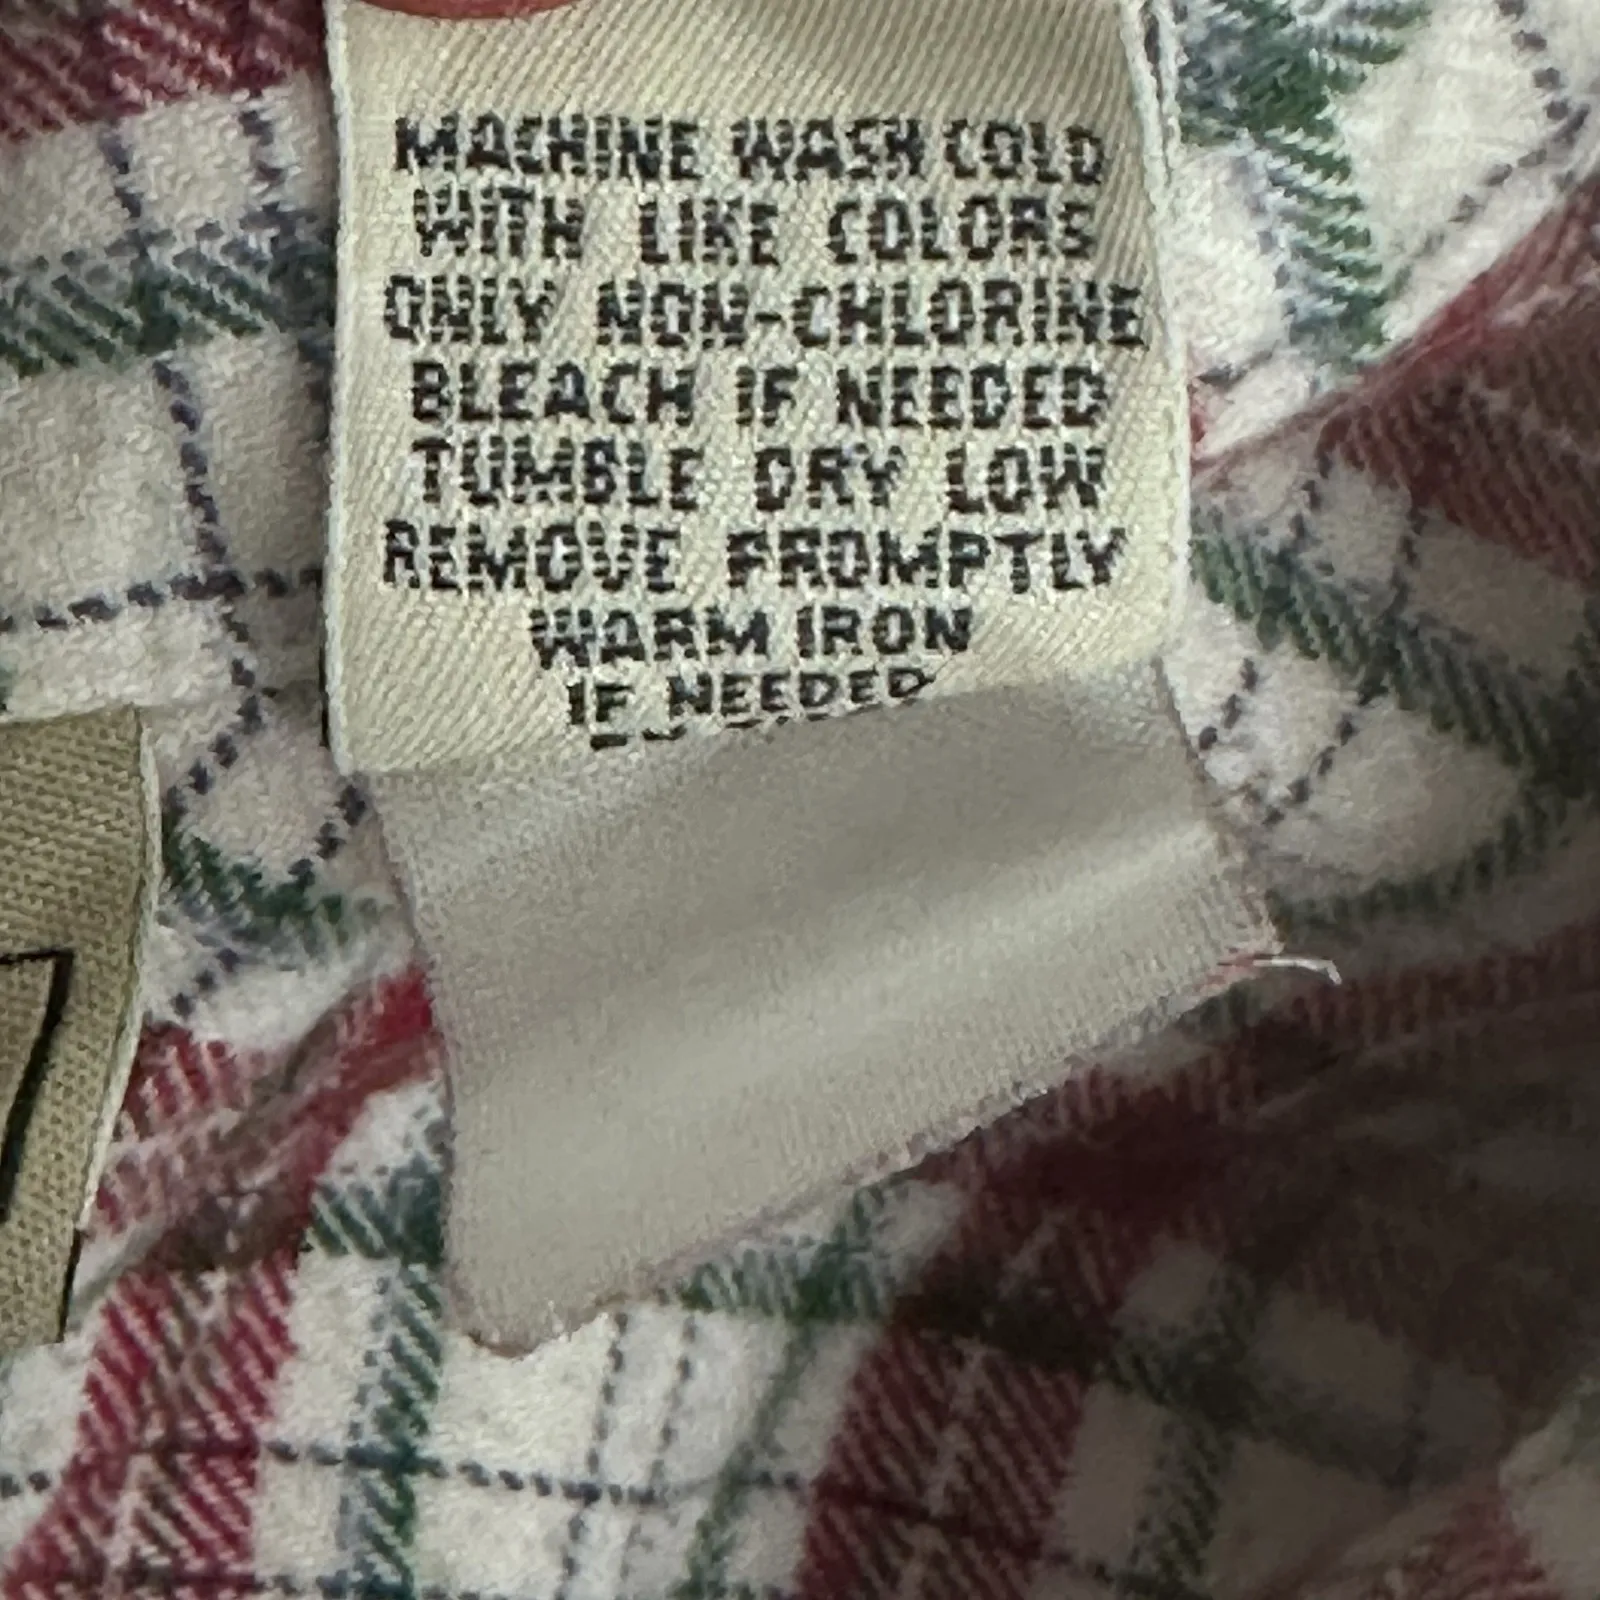 MACHINE WASH COLD
WITH LIKE COLORS
ONLY NON-CHLORINE
BLEACH IF NEEDED
TUMBLE DRY LOW
REMOVE PROMPTLY
WARM IRON
IF NEEDED